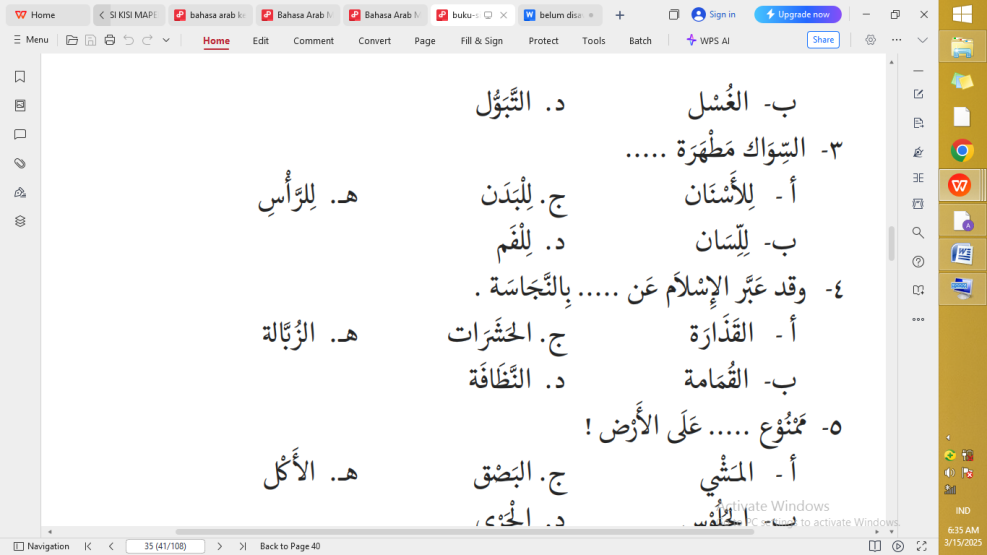 Home
SI KISI MAPE
bahasa arab ke
Bahasa Arab M
Bahasa Arab M
buku-s
belum disa
Sign in
Upgrade now
Menu
Home Edit Comment Convert Page Fill & Sign Protect Tools Batch WPS AI
Share
ب- الغُسْل د. التَّبَوُّل
٣- السِّوَاك مَطْهَرَة .....
أ - لِلأَسْنَان ج. لِلْبَدَن هـ. لِلرَّأْسِ
ب- لِلِّسَان د. لِلْفَم
٤- وقد عَبَّر الإِسْلاَم عَن ..... بِالنَّجَاسَة .
أ - القَذَارَة ج. الحَشَرَات هـ. الزُبَّالة
ب- القُمَامة د. النَّظَافَة
٥- مَمْنُوْع ..... عَلَى الأَرْض !
أ - المَشْي ج. البَصْق هـ. الأَكْل
ب- الجُلُوْس د. الْجَرْي
Activate Windows
PC settings to activate Windows.
Navigation
35 (41/108)
Back to Page 40
IND
6:35 AM
3/15/2025